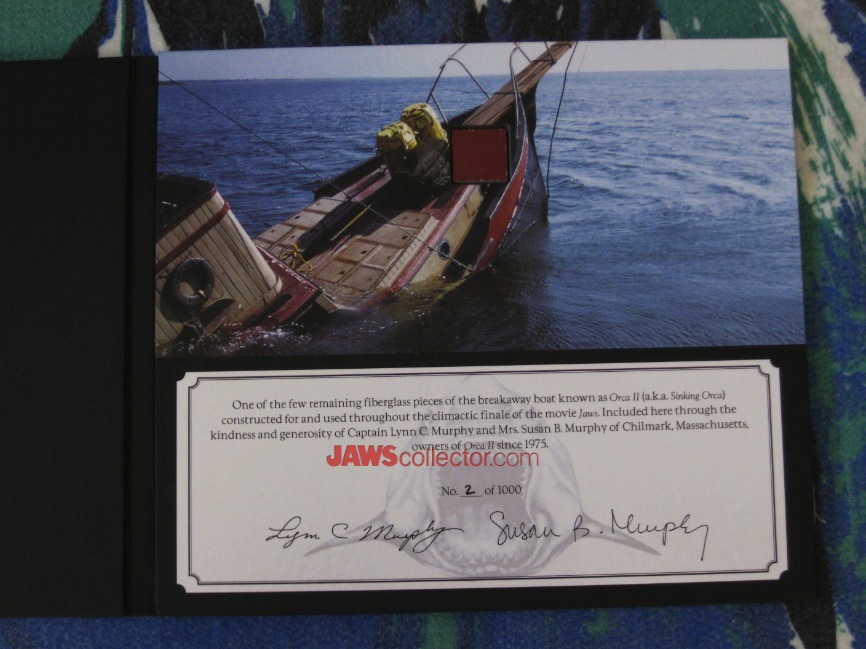 One of the few remaining fiberglass pieces of the breakaway boat known as Orca II (a.k.a. Sinking Orca)
constructed for and used throughout the climactic finale of the movie Jaws. Included here through the
kindness and generosity of Captain Lynn C. Murphy and Mrs. Susan B. Murphy of Chilmark, Massachusetts,
owners of Orca II since 1975.
JAWScollector.com
No. 2 of 1000
Lynn C Murphy Susan B. Murphy